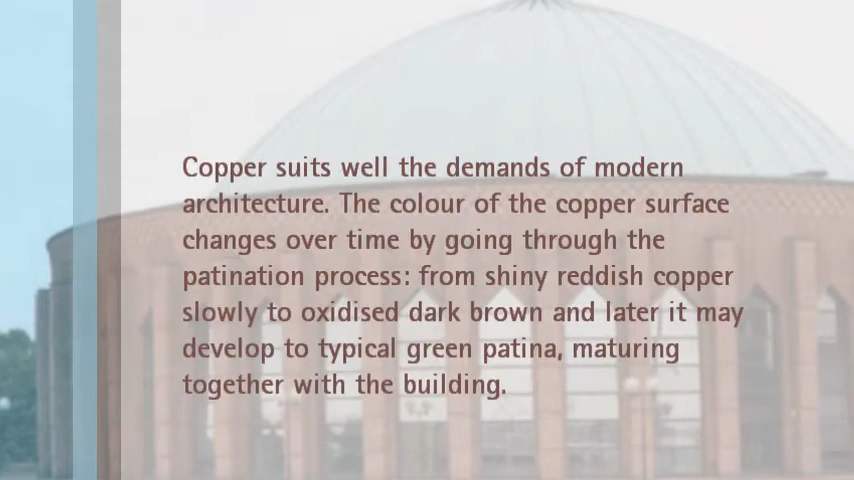 Copper suits well the demands of modern
architecture. The colour of the copper surface
changes over time by going through the
patination process: from shiny reddish copper
slowly to oxidised dark brown and later it may
develop to typical green patina, maturing
together with the building.